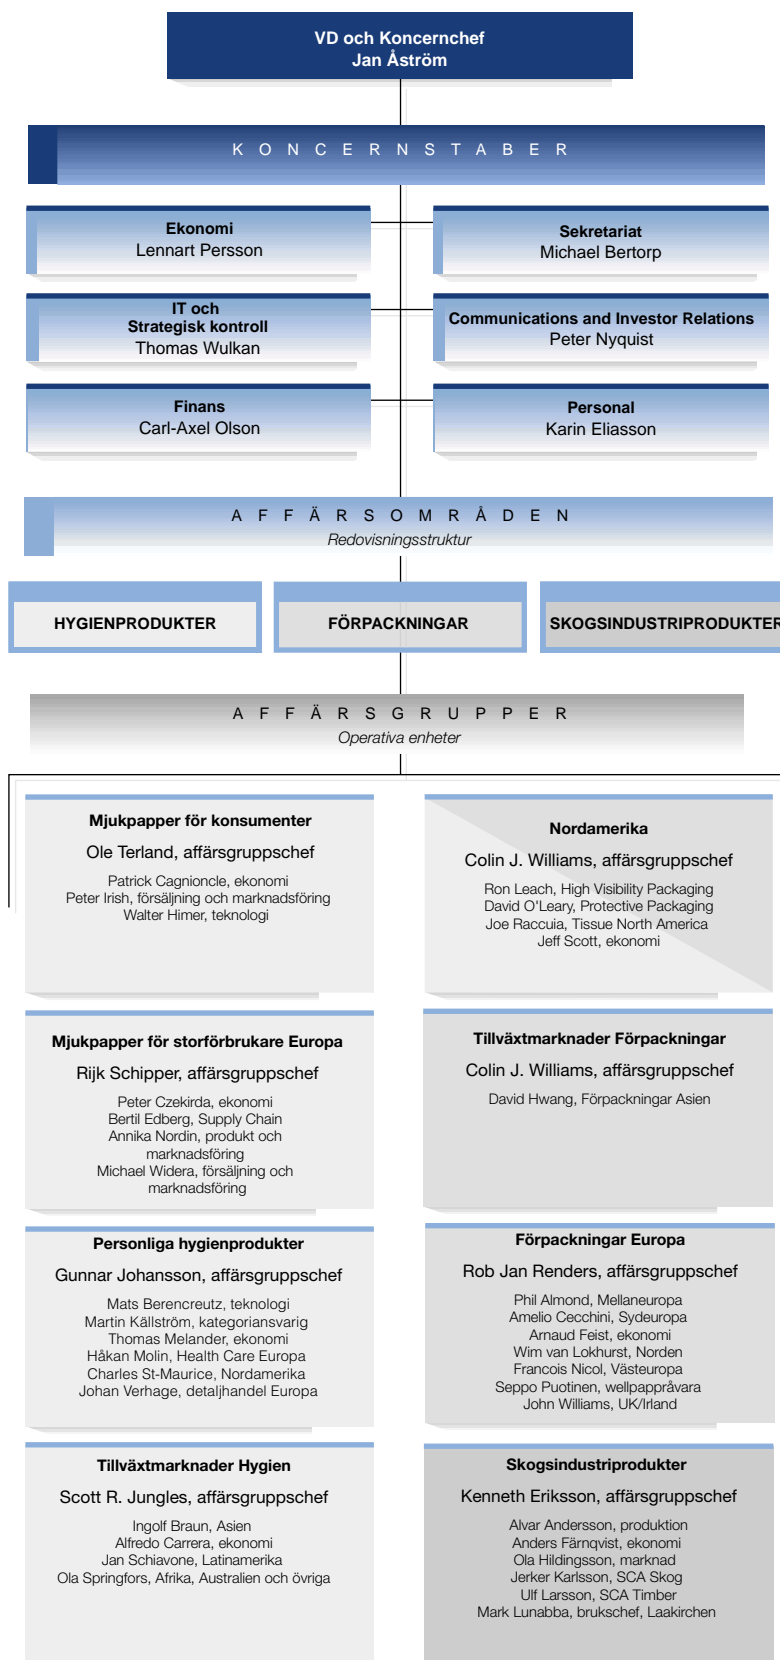 VD och Koncernchef
Jan Åström
KONCERNSTABER
Ekonomi
Lennart Persson
Sekretariat
Michael Bertorp
IT och
Strategisk kontroll
Thomas Wulkan
Communications and Investor Relations
Peter Nyquist
Finans
Carl-Axel Olson
Personal
Karin Eliasson
AFFÄRSOMRÅDEN
Redovisningsstruktur
HYGIENPRODUKTER
FÖRPACKNINGAR
SKOGSINDUSTRIPRODUKTER
AFFÄRSGRUPPER
Operativa enheter
Mjukpapper för konsumenter
Ole Terland, affärsgruppschef
Patrick Cagnioncle, ekonomi
Peter Irish, försäljning och marknadsföring
Walter Himer, teknologi
Nordamerika
Colin J. Williams, affärsgruppschef
Ron Leach, High Visibility Packaging
David O'Leary, Protective Packaging
Joe Raccuia, Tissue North America
Jeff Scott, ekonomi
Mjukpapper för storförbrukare Europa
Rijk Schipper, affärsgruppschef
Peter Czekirda, ekonomi
Bertil Edberg, Supply Chain
Annika Nordin, produkt och
marknadsföring
Michael Widera, försäljning och
marknadsföring
Tillväxtmarknader Förpackningar
Colin J. Williams, affärsgruppschef
David Hwang, Förpackningar Asien
Personliga hygienprodukter
Gunnar Johansson, affärsgruppschef
Mats Berencreutz, teknologi
Martin Källström, kategoriansvarig
Thomas Melander, ekonomi
Håkan Molin, Health Care Europa
Charles St-Maurice, Nordamerika
Johan Verhage, detaljhandel Europa
Förpackningar Europa
Rob Jan Renders, affärsgruppschef
Phil Almond, Mellaneuropa
Amelio Cecchini, Sydeuropa
Arnaud Feist, ekonomi
Wim van Lokhurst, Norden
Francois Nicol, Västeuropa
Seppo Puotinen, wellpappråvara
John Williams, UK/Irland
Tillväxtmarknader Hygien
Scott R. Jungles, affärsgruppschef
Ingolf Braun, Asien
Alfredo Carrera, ekonomi
Jan Schiavone, Latinamerika
Ola Springfors, Afrika, Australien och övriga
Skogsindustriprodukter
Kenneth Eriksson, affärsgruppschef
Alvar Andersson, produktion
Anders Färnqvist, ekonomi
Ola Hildingsson, marknad
Jerker Karlsson, SCA Skog
Ulf Larsson, SCA Timber
Mark Lunabba, brukschef, Laakirchen